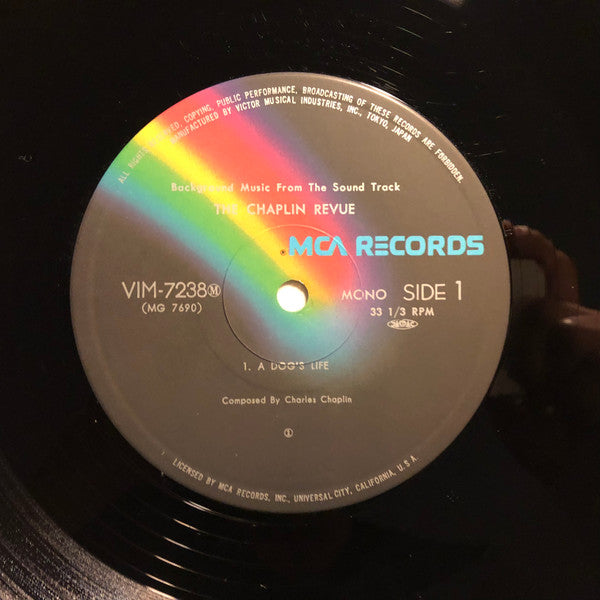 ALL RIGHTS RESERVED, COPYING, PUBLIC PERFORMANCE, BROADCASTING OF THESE RECORDS ARE FORBIDDEN.
MANUFACTURED BY VICTOR MUSICAL INDUSTRIES, INC., TOKYO, JAPAN
Background Music From The Sound Track
THE CHAPLIN REVUE
MCA RECORDS
VIM-7238Ⓜ
(MG 7690)
MONO SIDE 1
33 1/3 RPM
1. A DOG'S LIFE
Composed By Charles Chaplin
①
LICENSED BY MCA RECORDS, INC., UNIVERSAL CITY, CALIFORNIA, U.S.A.